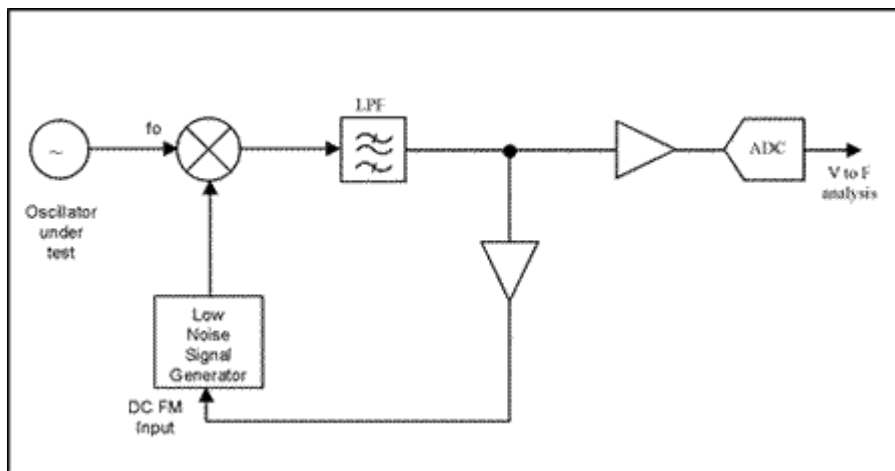 LPF
fo
ADC
~
V to F
analysis
Oscillator
under
test
Low
Noise
Signal
Generator
DC FM
Input